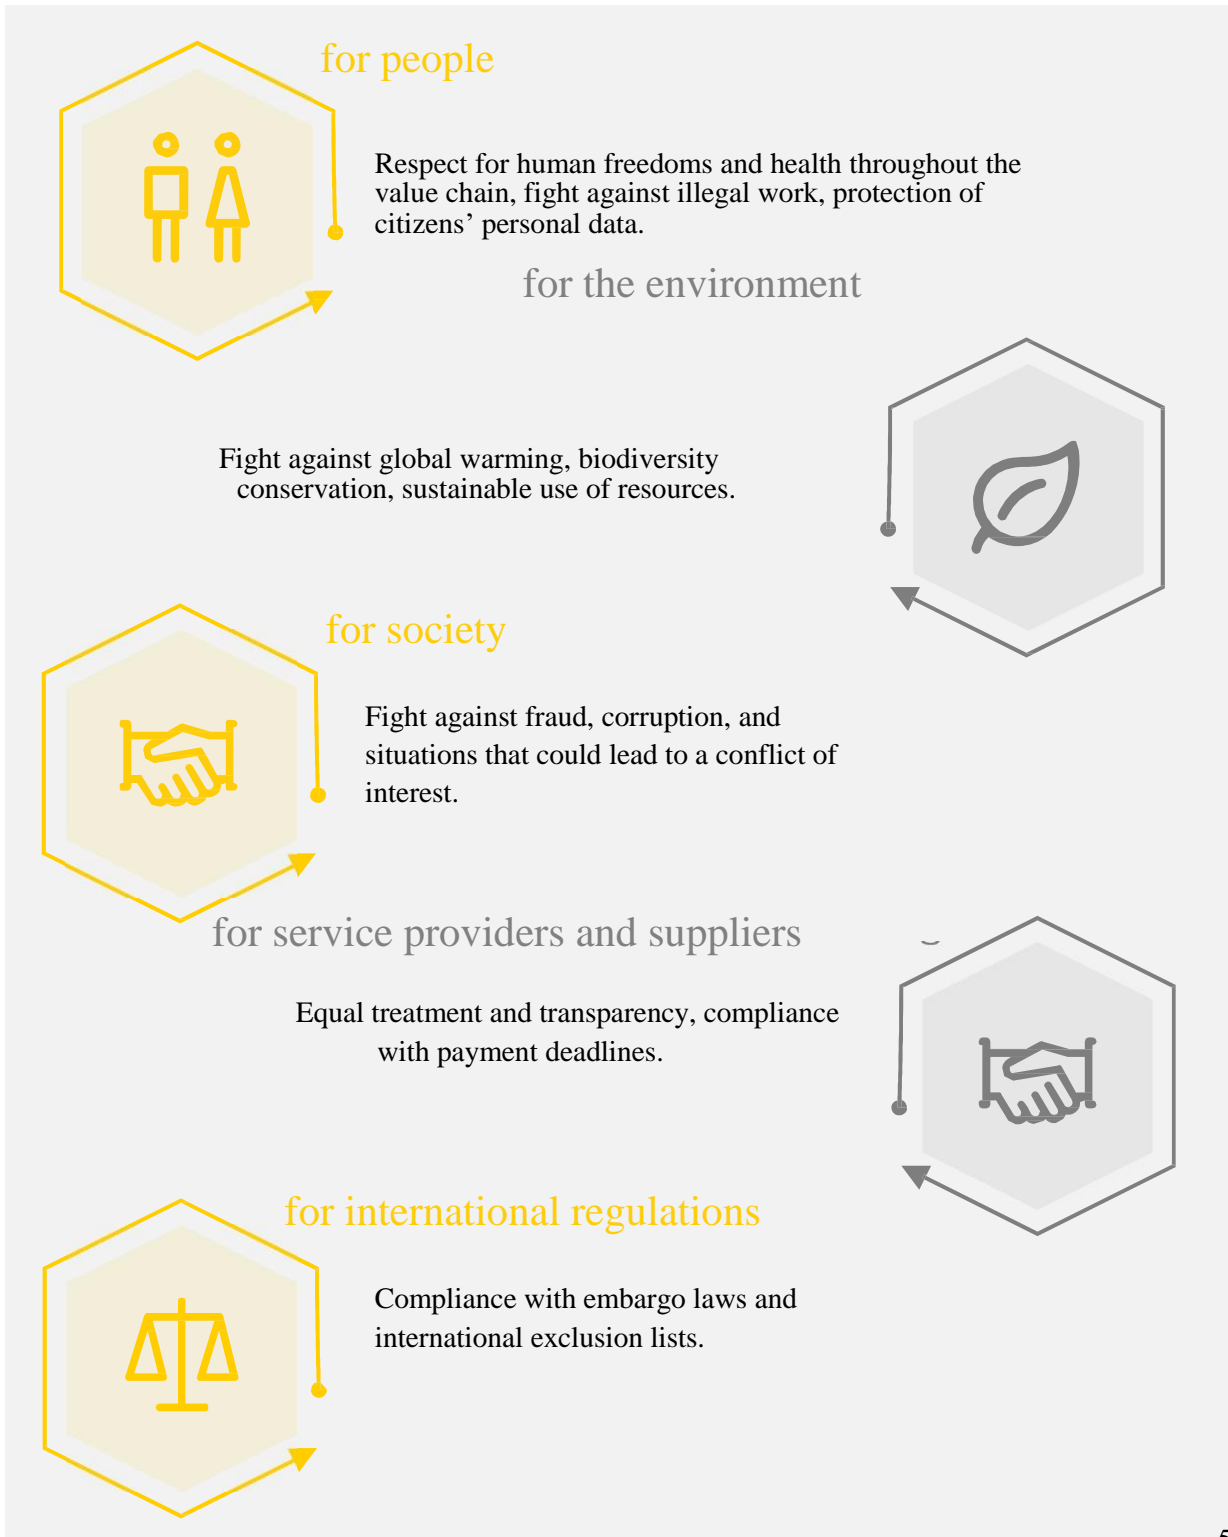 for people
Respect for human freedoms and health throughout the
value chain, fight against illegal work, protection of
citizens’ personal data.
for the environment
Fight against global warming, biodiversity
conservation, sustainable use of resources.
for society
Fight against fraud, corruption, and
situations that could lead to a conflict of
interest.
for service providers and suppliers
Equal treatment and transparency, compliance
with payment deadlines.
for international regulations
Compliance with embargo laws and
international exclusion lists.